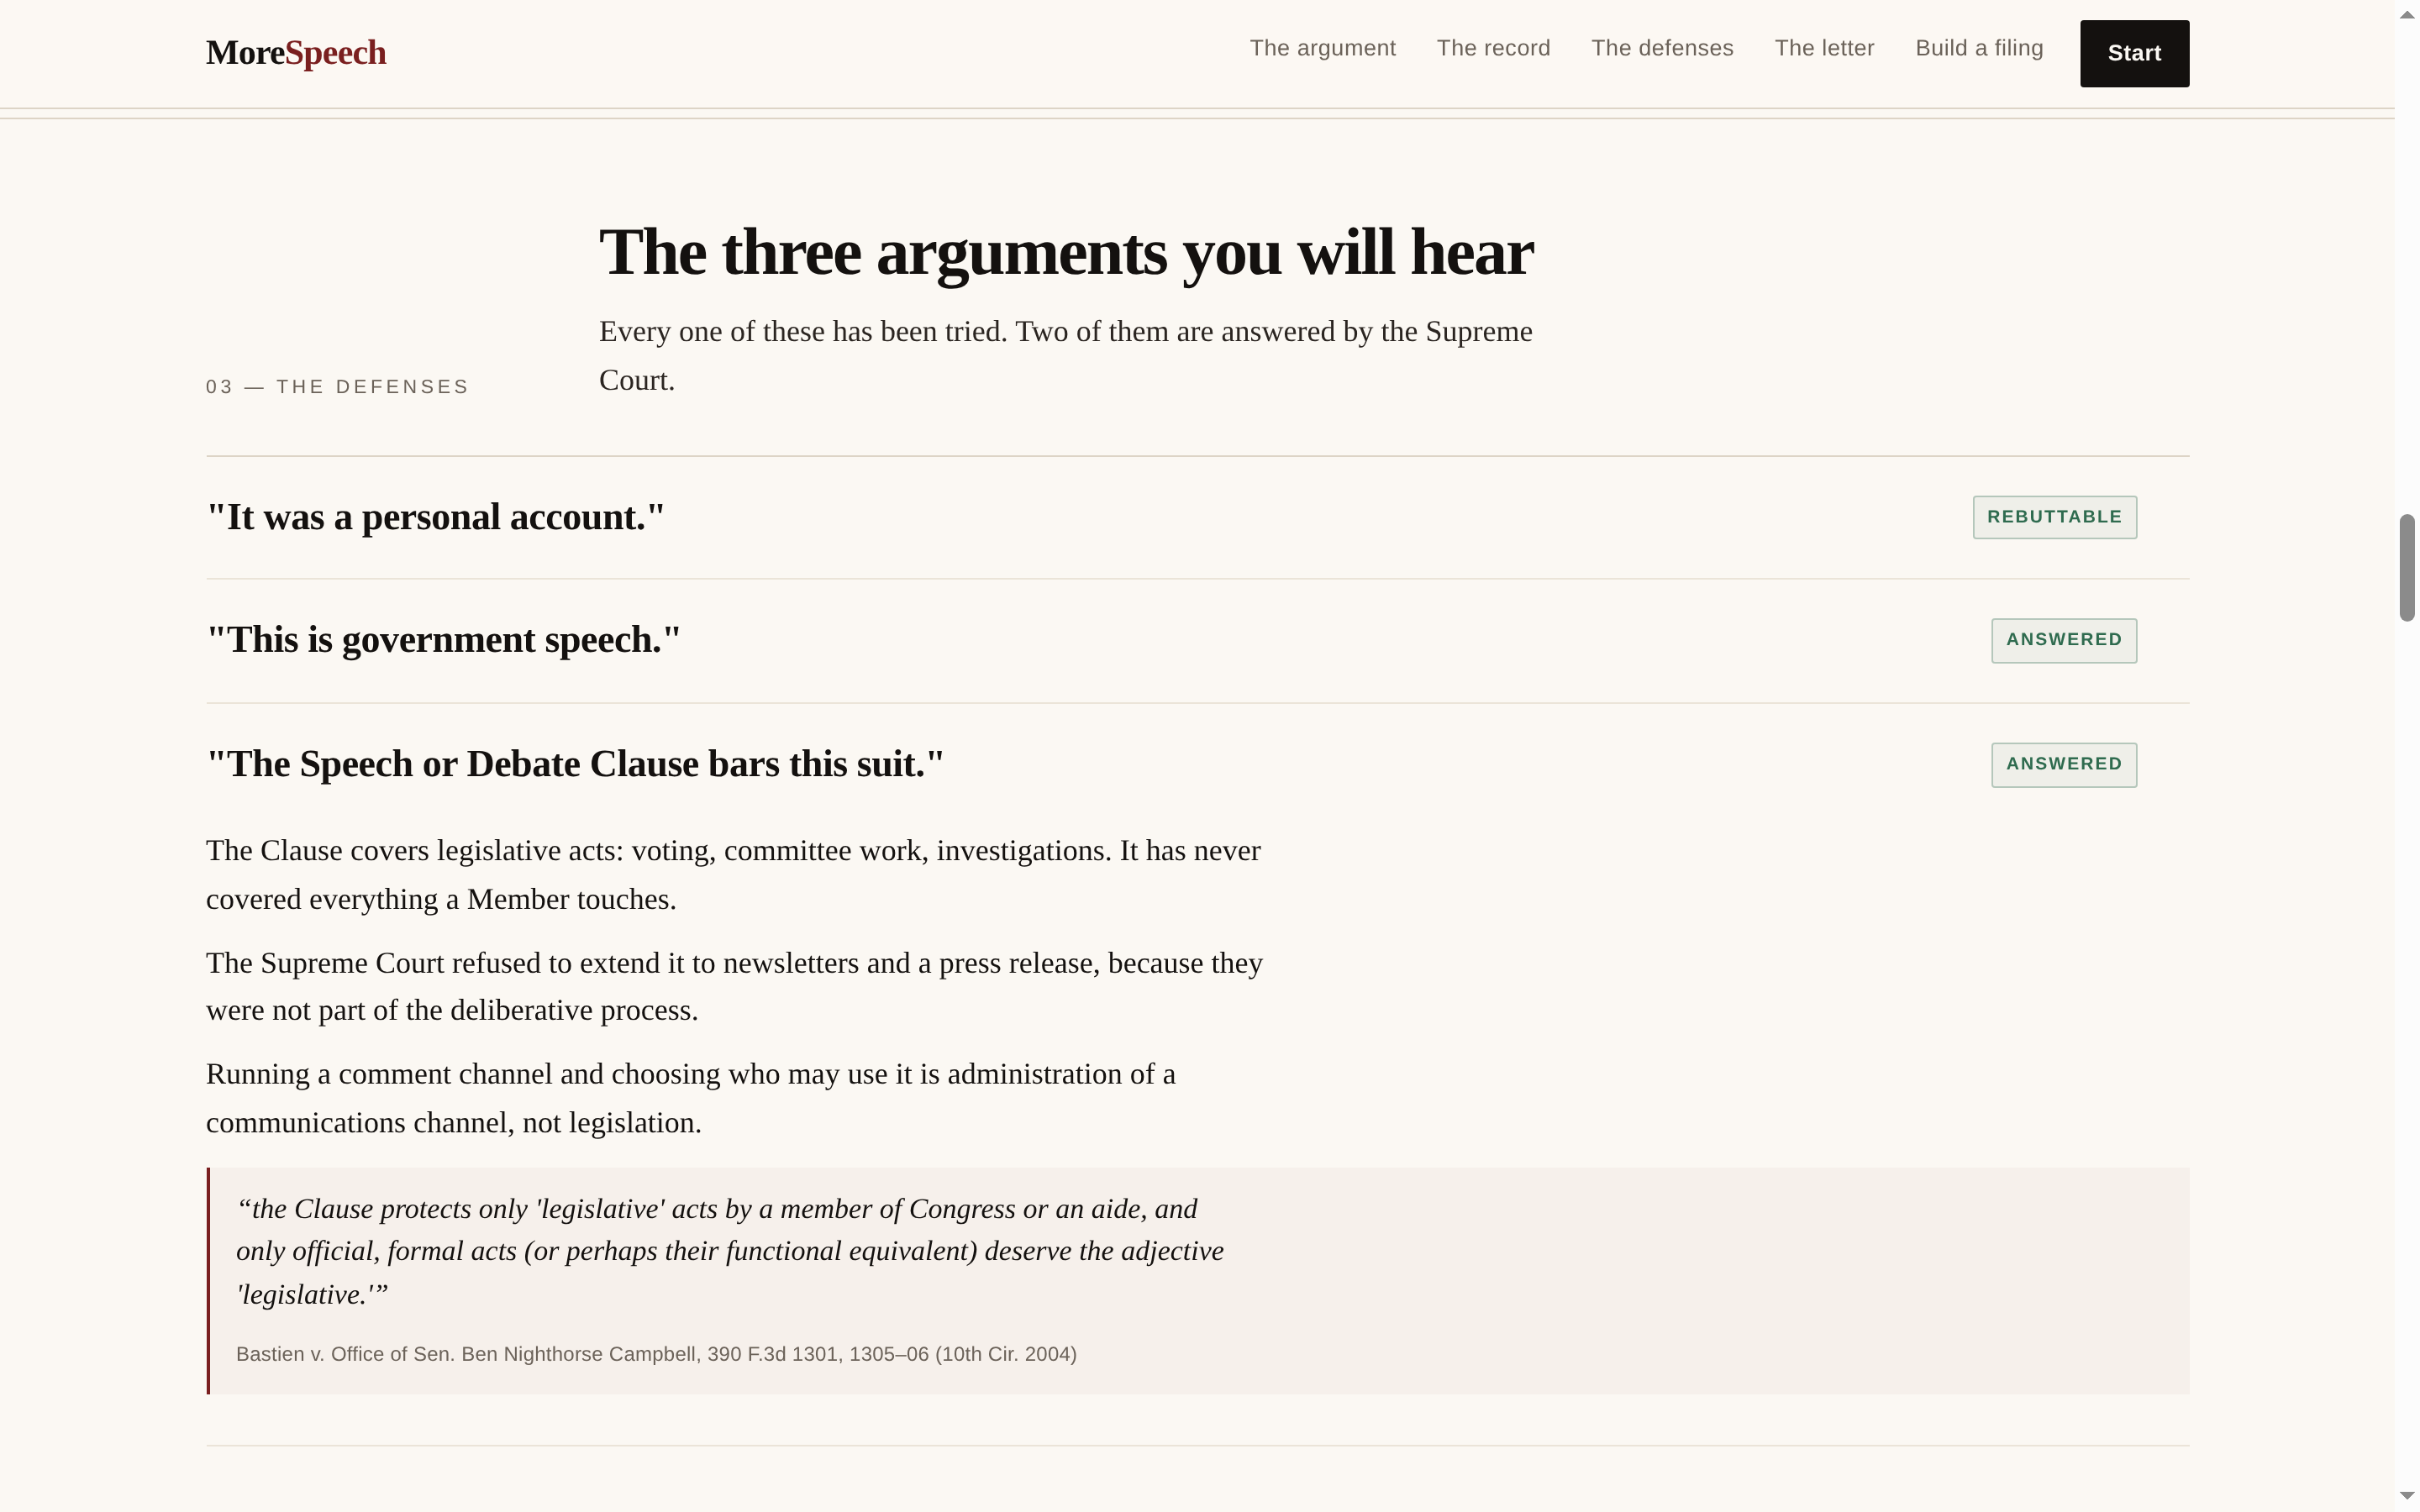 MoreSpeech
The argument
The record
The defenses
The letter
Build a filing
Start
The three arguments you will hear
Every one of these has been tried. Two of them are answered by the Supreme
Court.
03 — THE DEFENSES
"It was a personal account."
REBUTTABLE
"This is government speech."
ANSWERED
"The Speech or Debate Clause bars this suit."
ANSWERED
The Clause covers legislative acts: voting, committee work, investigations. It has never
covered everything a Member touches.
The Supreme Court refused to extend it to newsletters and a press release, because they
were not part of the deliberative process.
Running a comment channel and choosing who may use it is administration of a
communications channel, not legislation.
“the Clause protects only 'legislative' acts by a member of Congress or an aide, and
only official, formal acts (or perhaps their functional equivalent) deserve the adjective
'legislative.'”
Bastien v. Office of Sen. Ben Nighthorse Campbell, 390 F.3d 1301, 1305–06 (10th Cir. 2004)